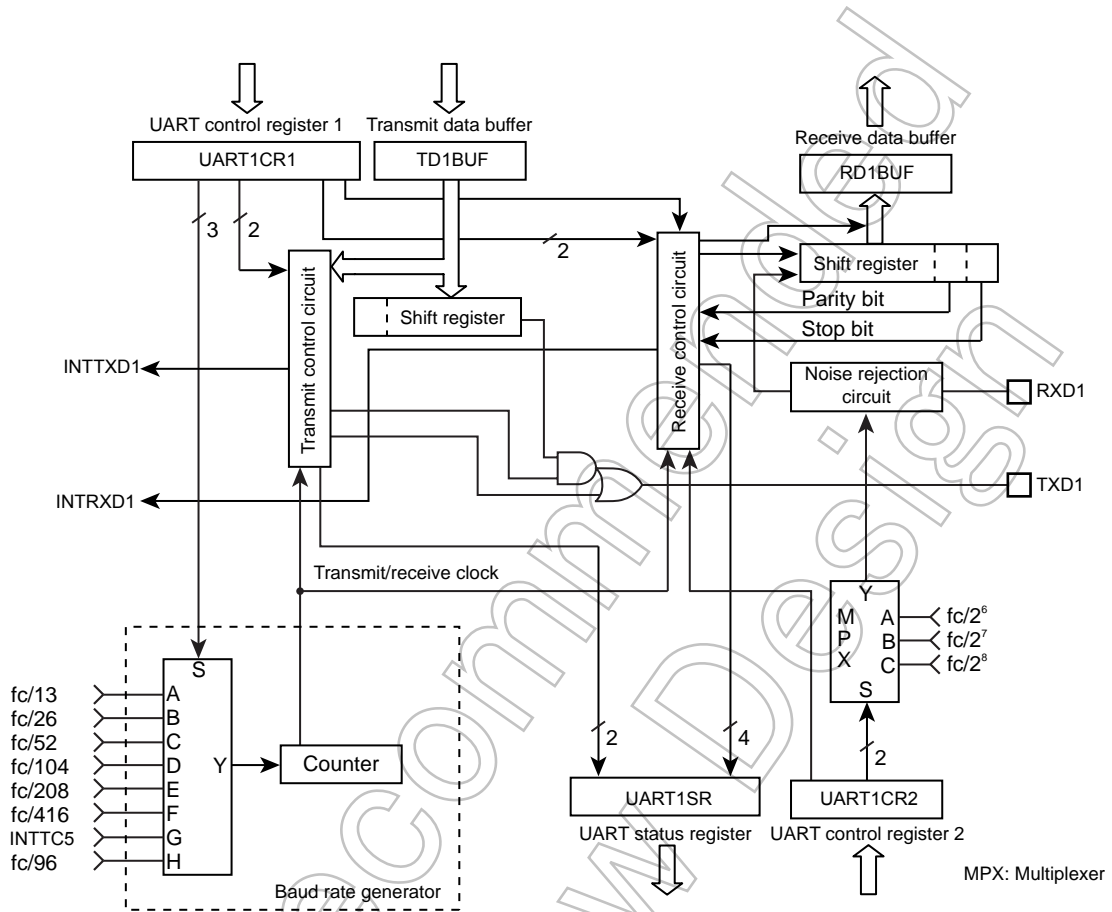 UART control register 1
Transmit data buffer
Receive data buffer
UART1CR1
TD1BUF
RD1BUF
3
2
2
Transmit control circuit
Receive control circuit
Shift register
Shift register
Parity bit
Stop bit
INTTXD1
Noise rejection
circuit
RXD1
INTRXD1
TXD1
Transmit/receive clock
Y
M
P
X
A
B
C
S
fc/2⁶
fc/2⁷
fc/2⁸
S
fc/13
A
fc/26
B
fc/52
C
fc/104
D
Y
Counter
fc/208
E
fc/416
F
INTTC5
G
fc/96
H
Baud rate generator
2
4
2
UART1SR
UART1CR2
UART status register
UART control register 2
MPX: Multiplexer
ecommended
w Design